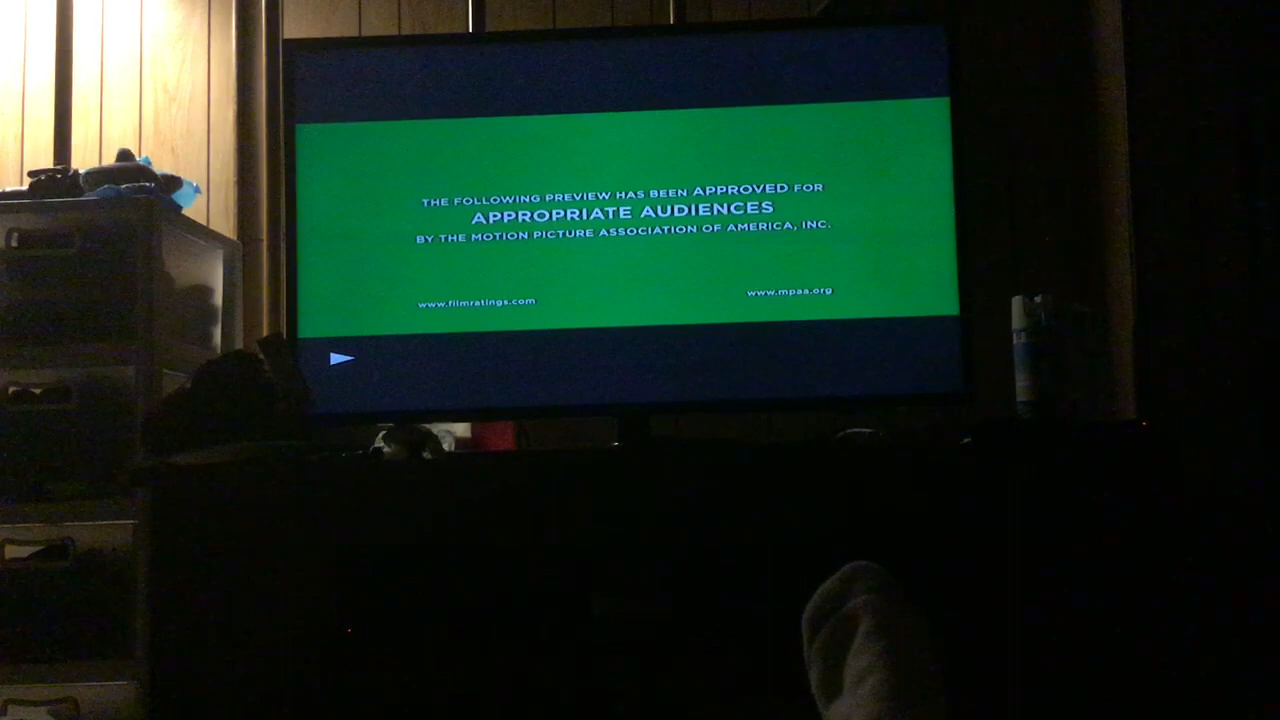 THE FOLLOWING PREVIEW HAS BEEN APPROVED FOR
APPROPRIATE AUDIENCES
BY THE MOTION PICTURE ASSOCIATION OF AMERICA, INC.
www.filmratings.com
www.mpaa.org